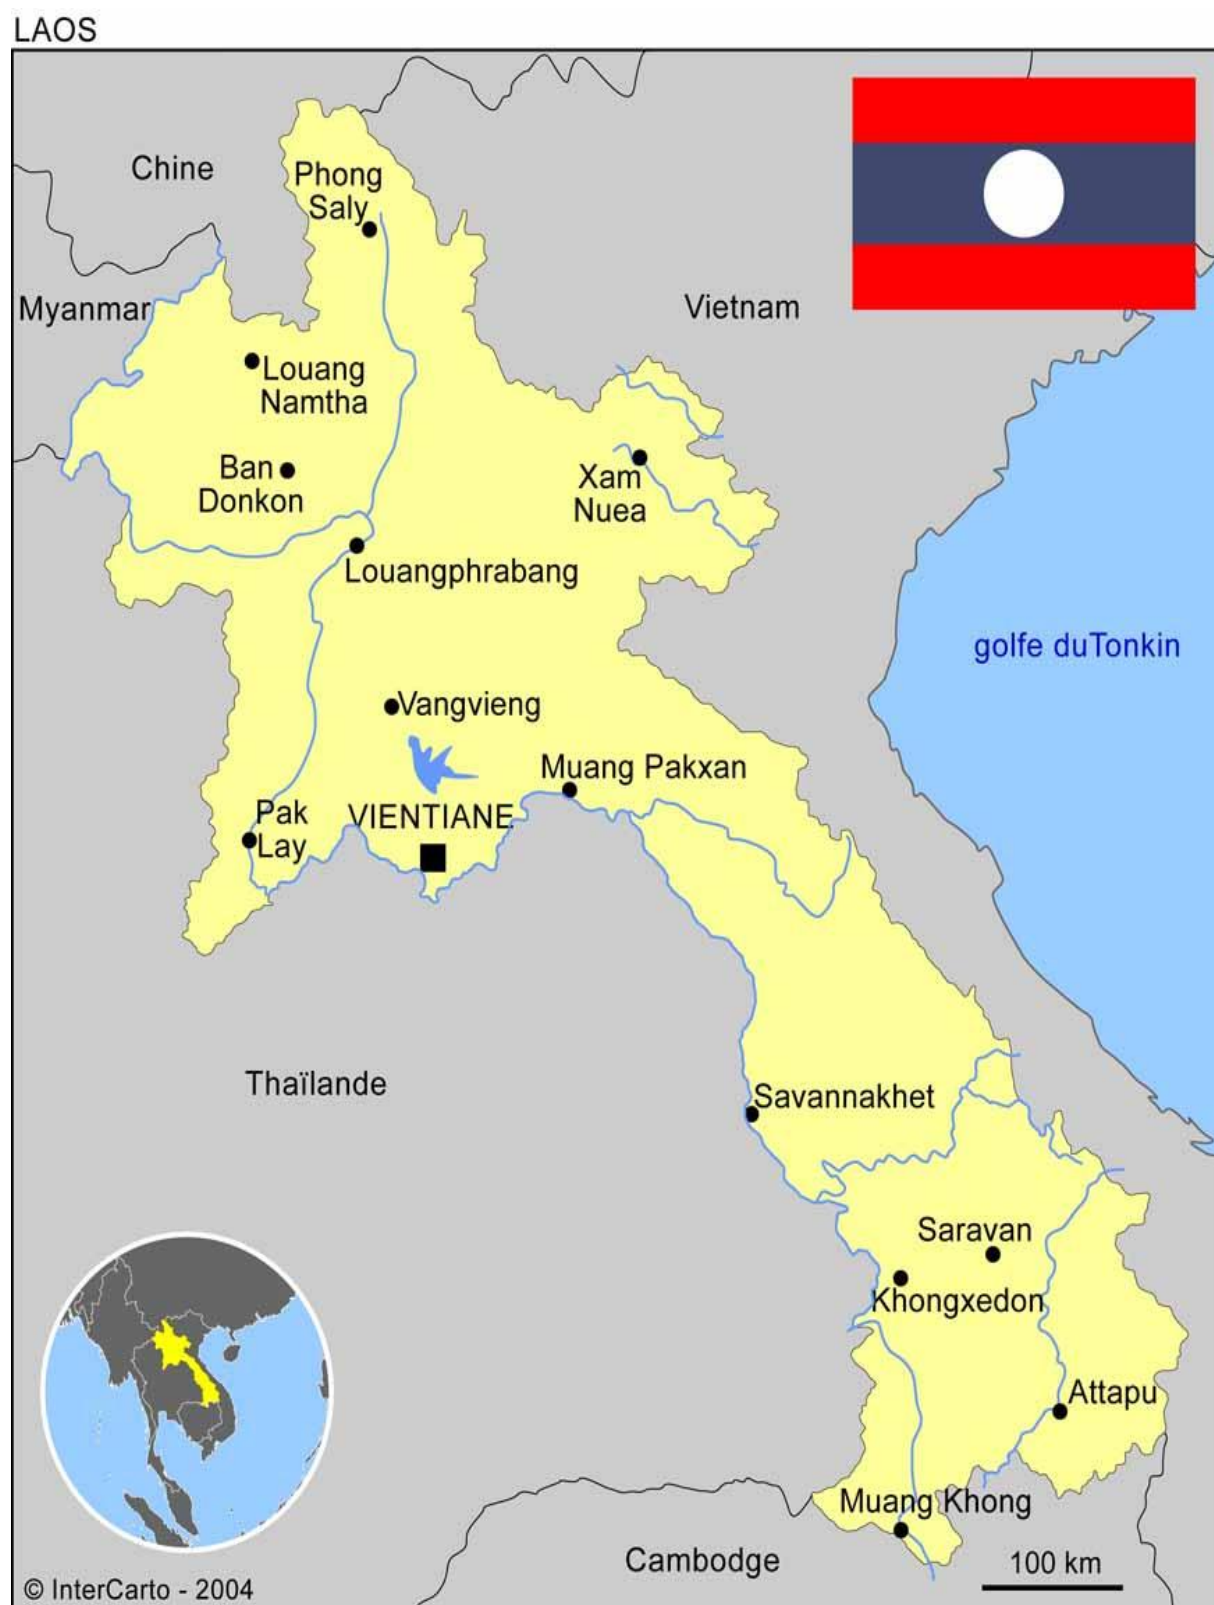 LAOS
Chine
Phong
Saly
Myanmar
Vietnam
Louang
Namtha
Ban
Donkon
Xam
Nuea
Louangphrabang
golfe duTonkin
Vangvieng
Muang Pakxan
Pak
Lay
VIENTIANE
Thaïlande
Savannakhet
Saravan
Khongxedon
Attapu
Muang Khong
Cambodge
100 km
© InterCarto - 2004